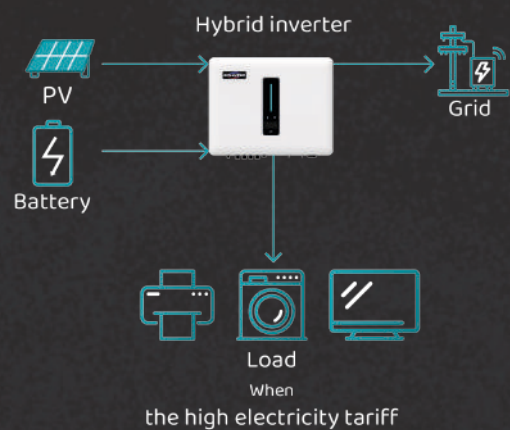 Hybrid inverter
PV
Grid
Battery
Load
When
the high electricity tariff